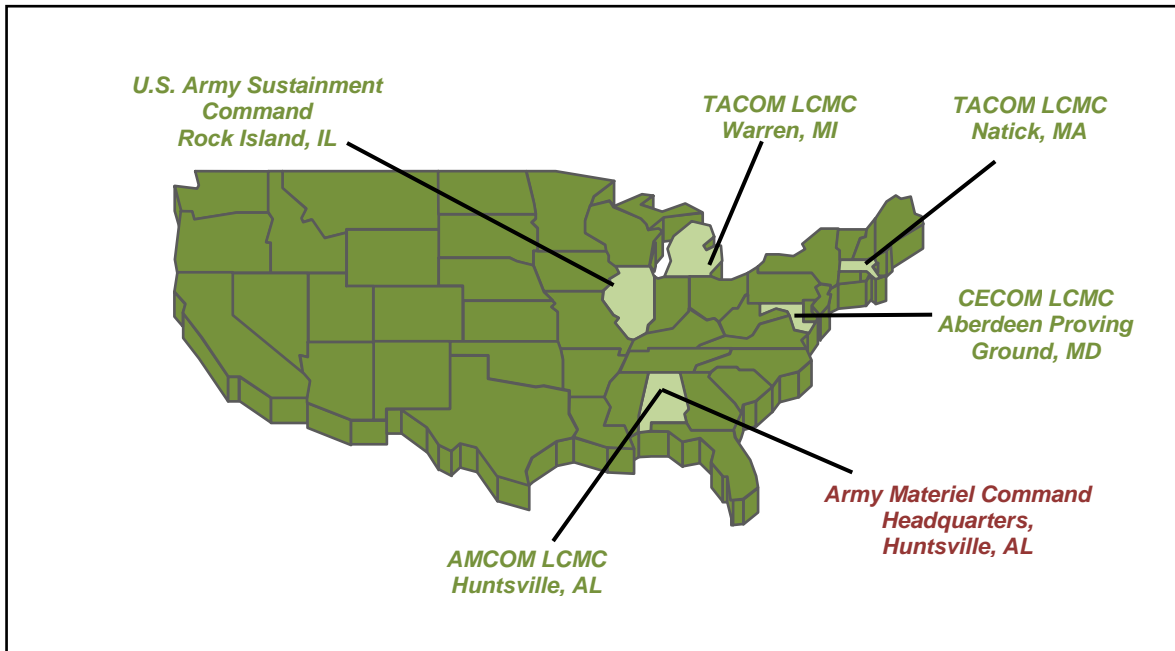 U.S. Army Sustainment
Command
Rock Island, IL
TACOM LCMC
Warren, MI
TACOM LCMC
Natick, MA
CECOM LCMC
Aberdeen Proving
Ground, MD
Army Materiel Command
Headquarters,
Huntsville, AL
AMCOM LCMC
Huntsville, AL